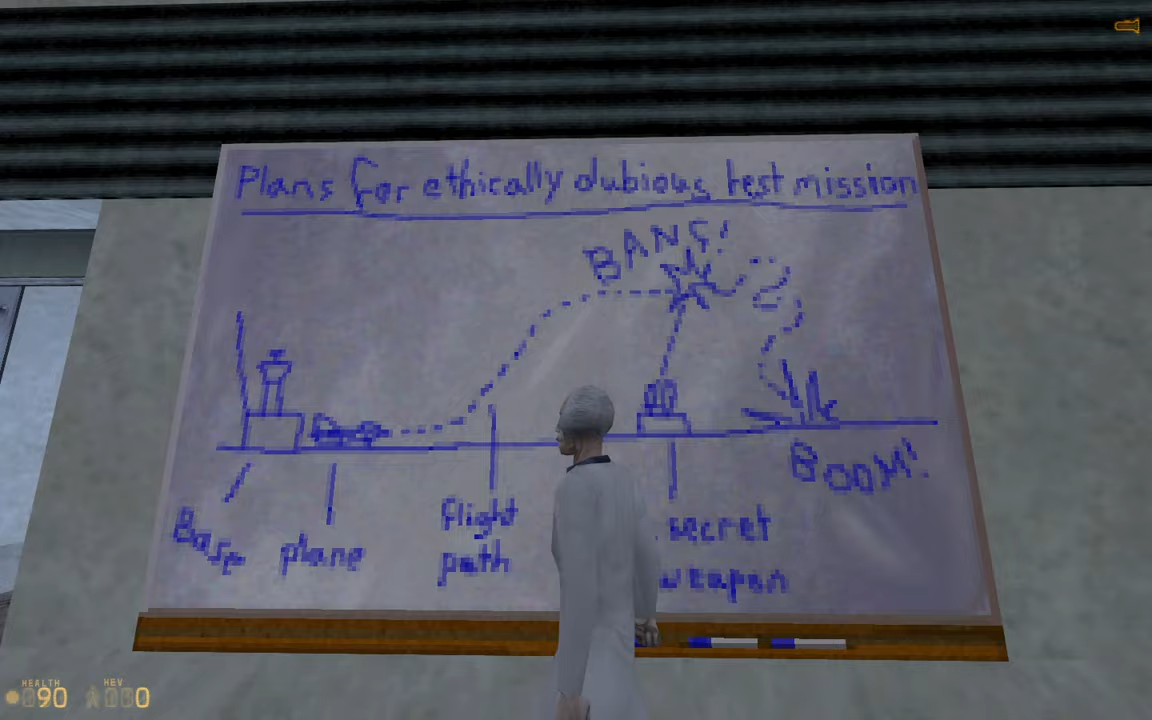 Plans for ethically dubious test mission
BANG!
BOOM!
Base
plane
flight
path
secret
weapon
HEALTH
90
HEV
0